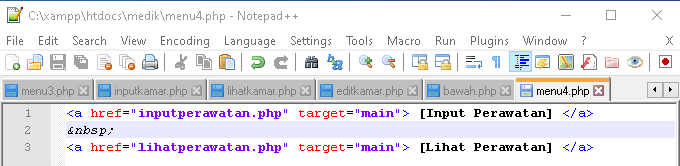 C:\xampp\htdocs\medik\menu4.php - Notepad++
File Edit Search View Encoding Language Settings Tools Macro Run Plugins Window ?
menu3.php inputkamar.php lihatkamar.php editkamar.php bawah.php menu4.php
1 <a href="inputperawatan.php" target="main"> [Input Perawatan] </a>
2 &nbsp;
3 <a href="lihatperawatan.php" target="main"> [Lihat Perawatan] </a>